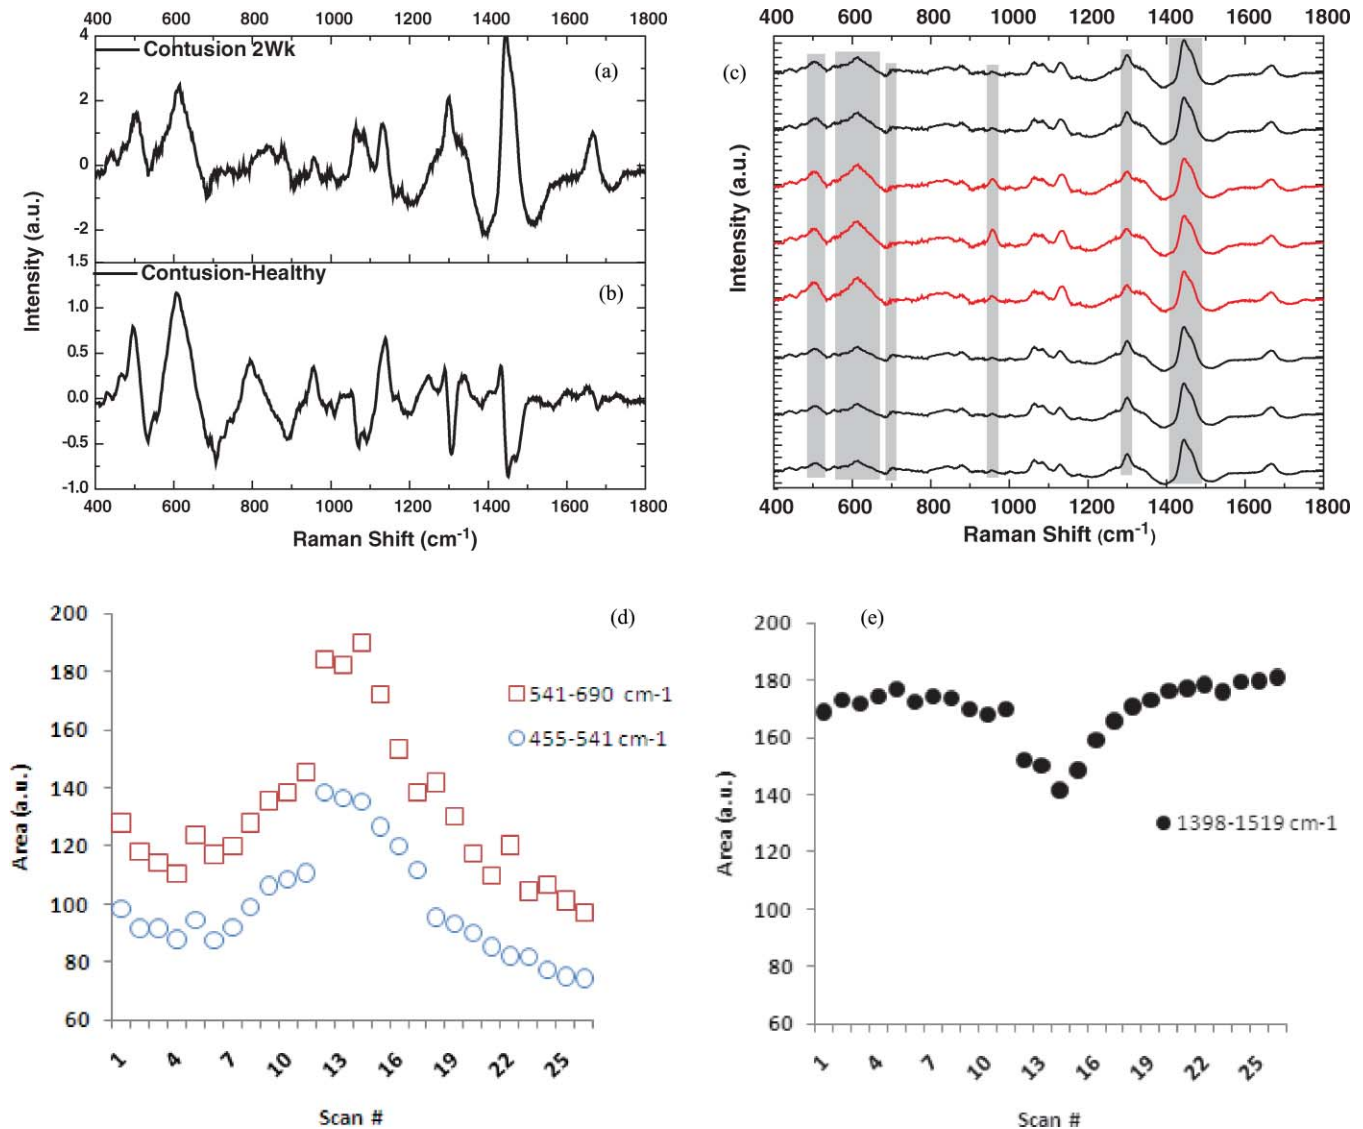 400 600 800 1000 1200 1400 1600 1800
4
Contusion 2Wk
(a)
2
0
-2
1.5
Contusion-Healthy
(b)
1.0
0.5
0.0
-0.5
-1.0
Intensity (a.u.)
400 600 800 1000 1200 1400 1600 1800
Raman Shift (cm-1)
400 600 800 1000 1200 1400 1600 1800
(c)
Intensity (a.u.)
400 600 800 1000 1200 1400 1600 1800
Raman Shift (cm-1)
200
(d)
180
541-690 cm-1
160
455-541 cm-1
140
120
100
80
60
Area (a.u.)
1 4 7 10 13 16 19 22 25
Scan #
200
(e)
180
160
140
1398-1519 cm-1
120
100
80
60
Area (a.u.)
1 4 7 10 13 16 19 22 25
Scan #